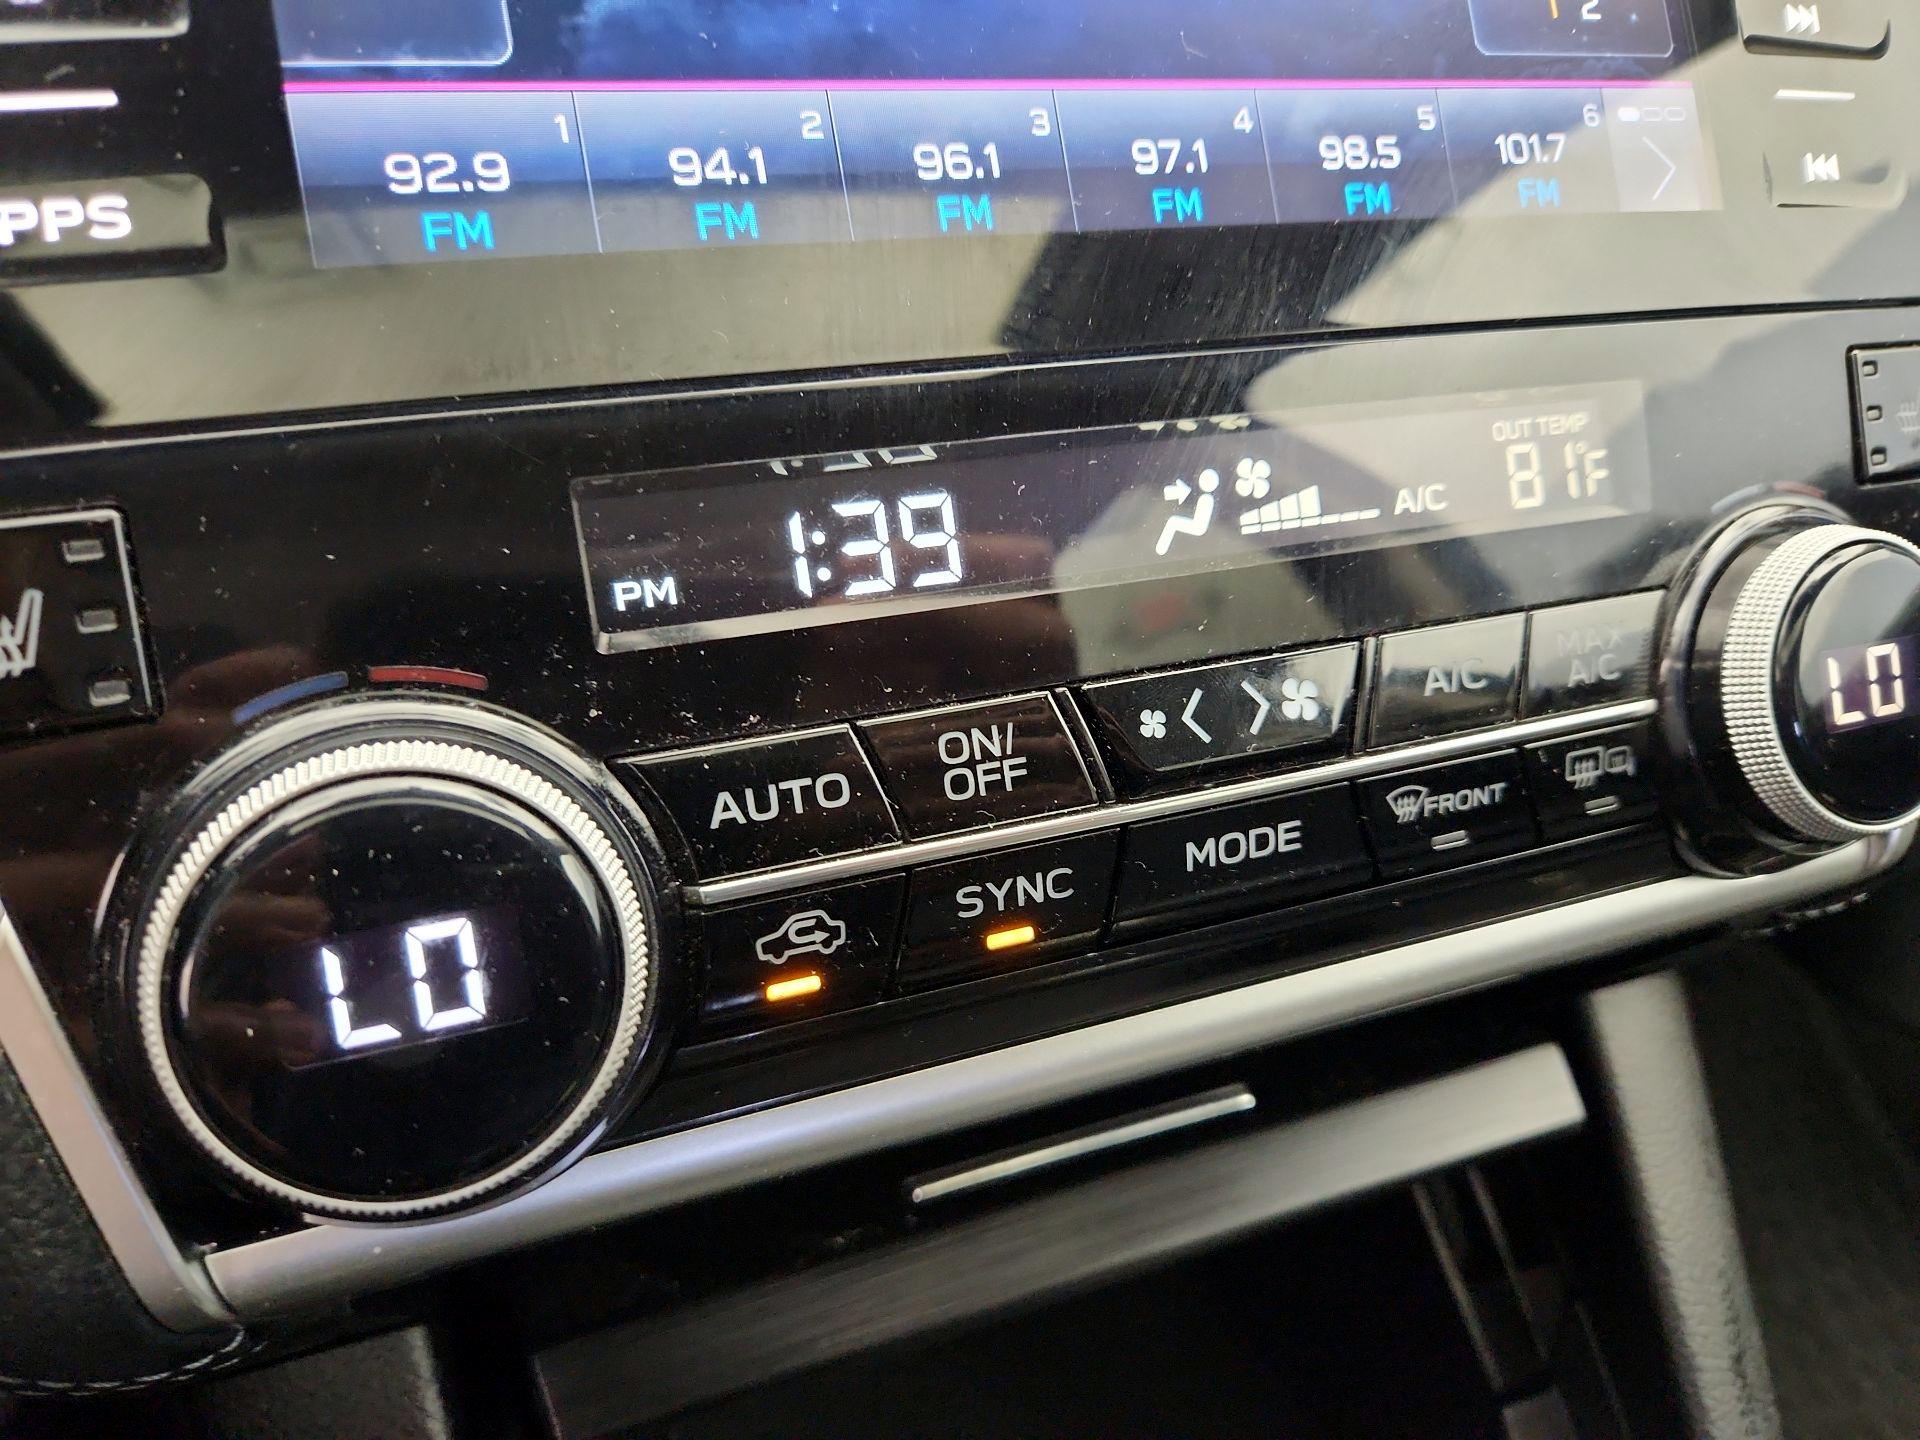 2
1 2 3 4 5 6
92.9 94.1 96.1 97.1 98.5 101.7
FM FM FM FM FM FM
PPS
OUT TEMP
PM 1:39 A/C 81°F
AUTO
ON/
OFF
A/C
MAX
A/C
LO
SYNC
MODE
FRONT
LO